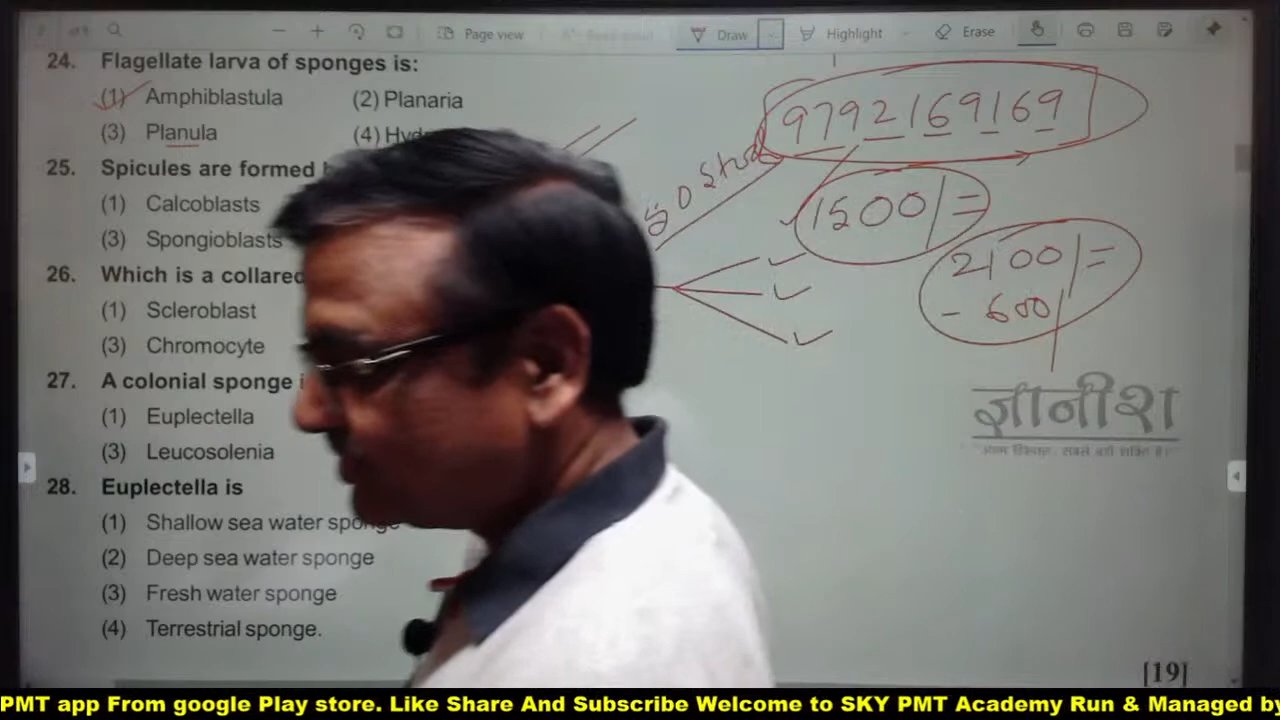 Page view
Draw
Highlight
Erase
24. Flagellate larva of sponges is:
(1) Amphiblastula (2) Planaria
(3) Planula (4)
25. Spicules are formed
(1) Calcoblasts
(3) Spongioblasts
26. Which is a collared
(1) Scleroblast
(3) Chromocyte
27. A colonial sponge
(1) Euplectella
(3) Leucosolenia
28. Euplectella is
(1) Shallow sea water sponge
(2) Deep sea water sponge
(3) Fresh water sponge
(4) Terrestrial sponge.
9792169169
1500/=
2100/=
- 600/
ज्ञानीश
[19]
PMT app From google Play store. Like Share And Subscribe Welcome to SKY PMT Academy Run & Managed by